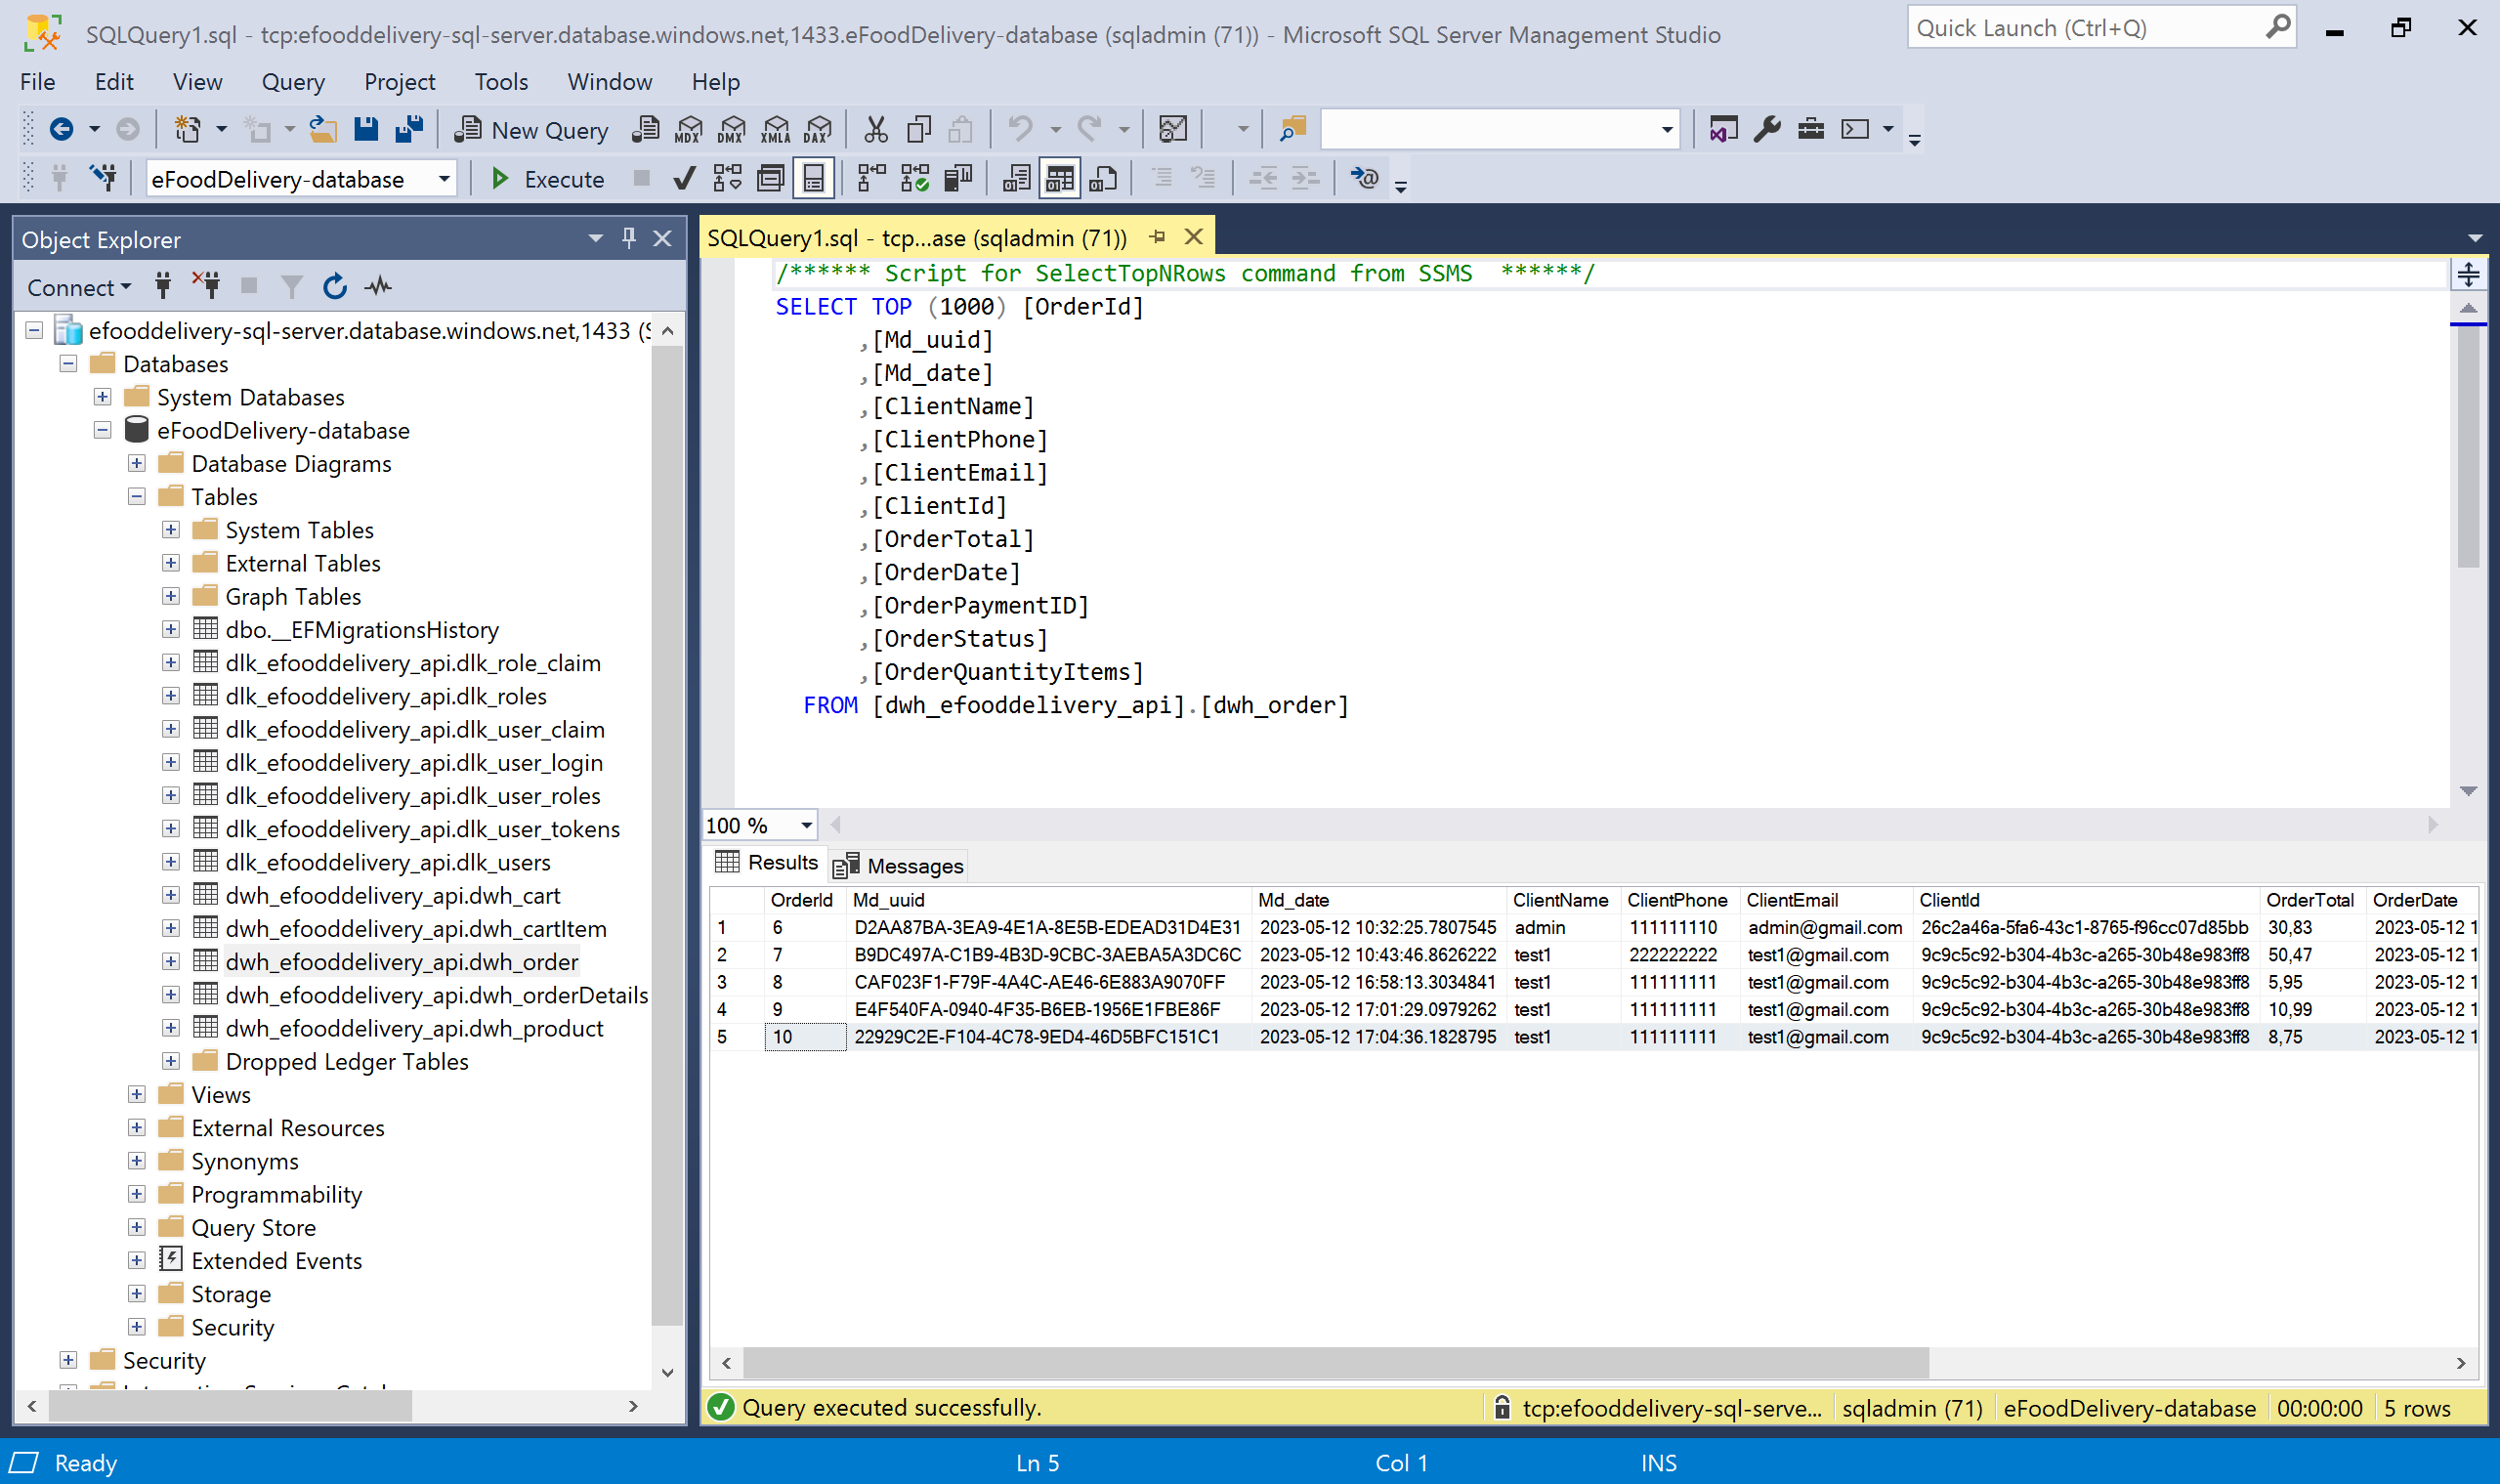 SQLQuery1.sql - tcp:efooddelivery-sql-server.database.windows.net,1433.eFoodDelivery-database (sqladmin (71)) - Microsoft SQL Server Management Studio
Quick Launch (Ctrl+Q)
File Edit View Query Project Tools Window Help
New Query MDX DMX XMLA DAX
eFoodDelivery-database Execute
Object Explorer
Connect
efooddelivery-sql-server.database.windows.net,1433 (S
Databases
System Databases
eFoodDelivery-database
Database Diagrams
Tables
System Tables
External Tables
Graph Tables
dbo.__EFMigrationsHistory
dlk_efooddelivery_api.dlk_role_claim
dlk_efooddelivery_api.dlk_roles
dlk_efooddelivery_api.dlk_user_claim
dlk_efooddelivery_api.dlk_user_login
dlk_efooddelivery_api.dlk_user_roles
dlk_efooddelivery_api.dlk_user_tokens
dlk_efooddelivery_api.dlk_users
dwh_efooddelivery_api.dwh_cart
dwh_efooddelivery_api.dwh_cartItem
dwh_efooddelivery_api.dwh_order
dwh_efooddelivery_api.dwh_orderDetails
dwh_efooddelivery_api.dwh_product
Dropped Ledger Tables
Views
External Resources
Synonyms
Programmability
Query Store
Extended Events
Storage
Security
Security
SQLQuery1.sql - tcp...ase (sqladmin (71))
/****** Script for SelectTopNRows command from SSMS  ******/
SELECT TOP (1000) [OrderId]
,[Md_uuid]
,[Md_date]
,[ClientName]
,[ClientPhone]
,[ClientEmail]
,[ClientId]
,[OrderTotal]
,[OrderDate]
,[OrderPaymentID]
,[OrderStatus]
,[OrderQuantityItems]
FROM [dwh_efooddelivery_api].[dwh_order]
100 %
Results Messages
OrderId Md_uuid Md_date ClientName ClientPhone ClientEmail ClientId OrderTotal OrderDate
1 6 D2AA87BA-3EA9-4E1A-8E5B-EDEAD31D4E31 2023-05-12 10:32:25.7807545 admin 111111110 admin@gmail.com 26c2a46a-5fa6-43c1-8765-f96cc07d85bb 30,83 2023-05-12 1
2 7 B9DC497A-C1B9-4B3D-9CBC-3AEBA5A3DC6C 2023-05-12 10:43:46.8626222 test1 222222222 test1@gmail.com 9c9c5c92-b304-4b3c-a265-30b48e983ff8 50,47 2023-05-12 1
3 8 CAF023F1-F79F-4A4C-AE46-6E883A9070FF 2023-05-12 16:58:13.3034841 test1 111111111 test1@gmail.com 9c9c5c92-b304-4b3c-a265-30b48e983ff8 5,95 2023-05-12 1
4 9 E4F540FA-0940-4F35-B6EB-1956E1FBE86F 2023-05-12 17:01:29.0979262 test1 111111111 test1@gmail.com 9c9c5c92-b304-4b3c-a265-30b48e983ff8 10,99 2023-05-12 1
5 10 22929C2E-F104-4C78-9ED4-46D5BFC151C1 2023-05-12 17:04:36.1828795 test1 111111111 test1@gmail.com 9c9c5c92-b304-4b3c-a265-30b48e983ff8 8,75 2023-05-12 1
Query executed successfully. tcp:efooddelivery-sql-serve... sqladmin (71) eFoodDelivery-database 00:00:00 5 rows
Ready Ln 5 Col 1 INS